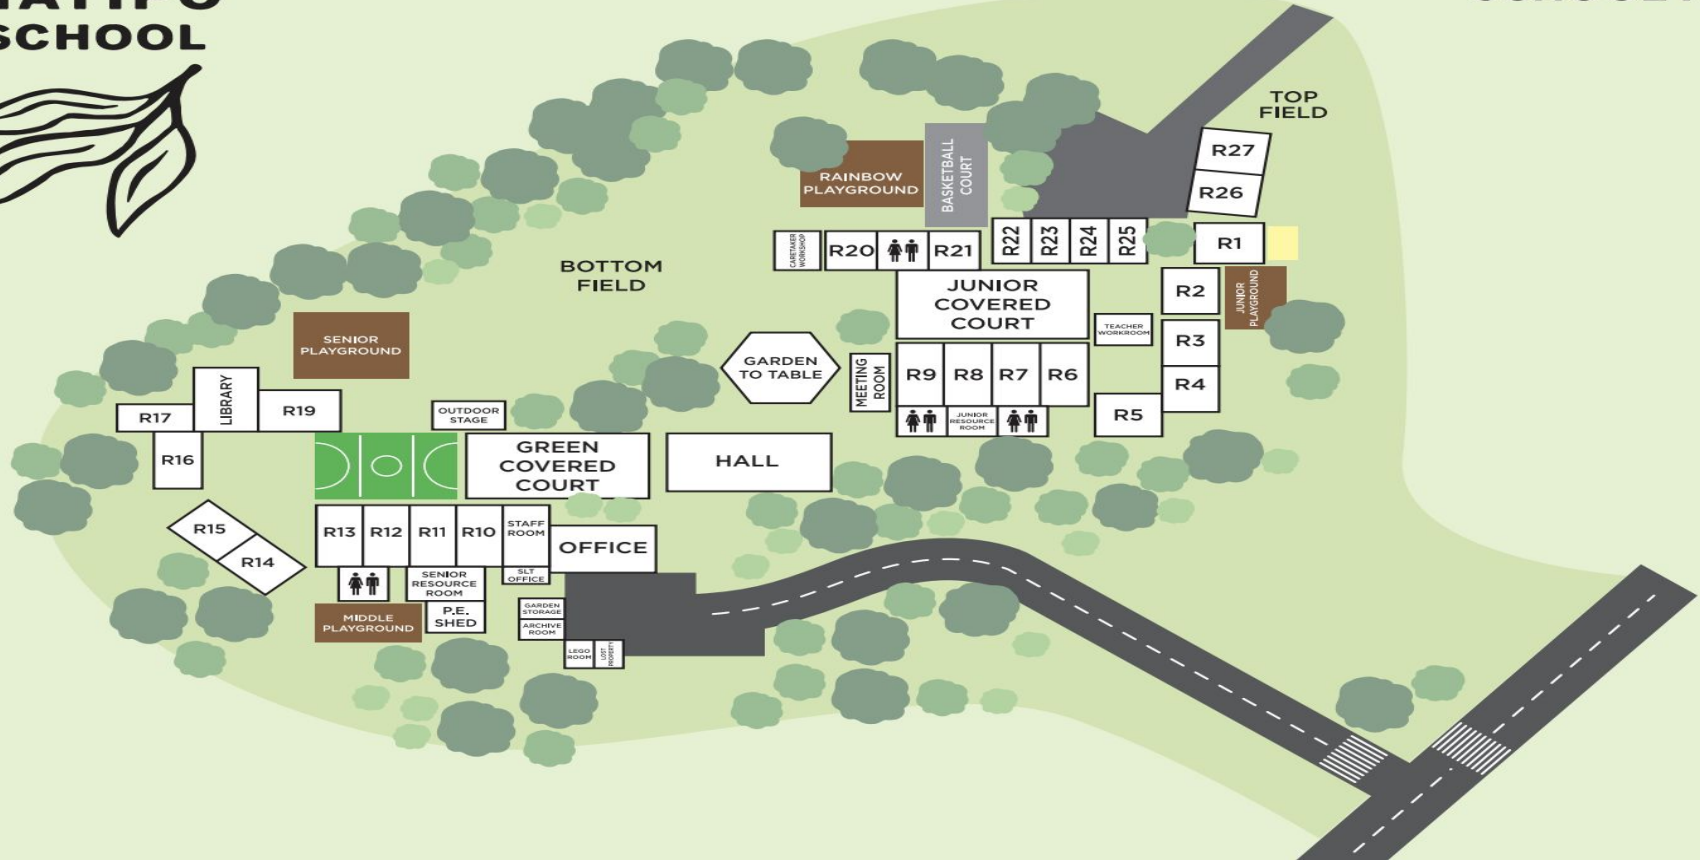 SCHOOL
TOP
FIELD
R27
R26
RAINBOW
PLAYGROUND
BASKETBALL
COURT
CARETAKER
WORKSHOP
R20
R21
R22
R23
R24
R25
R1
BOTTOM
FIELD
JUNIOR
COVERED
COURT
R2
JUNIOR
PLAYGROUND
TEACHER
WORKROOM
R3
SENIOR
PLAYGROUND
GARDEN
TO TABLE
MEETING
ROOM
R9
R8
R7
R6
R4
LIBRARY
R17
R19
OUTDOOR
STAGE
JUNIOR
RESOURCE
ROOM
R5
R16
GREEN
COVERED
COURT
HALL
R15
R14
R13
R12
R11
R10
STAFF
ROOM
OFFICE
SENIOR
RESOURCE
ROOM
SLT
OFFICE
MIDDLE
PLAYGROUND
P.E.
SHED
GARDEN
STORAGE
ARCHIVE
ROOM
LEGO
ROOM
LOST
PROPERTY